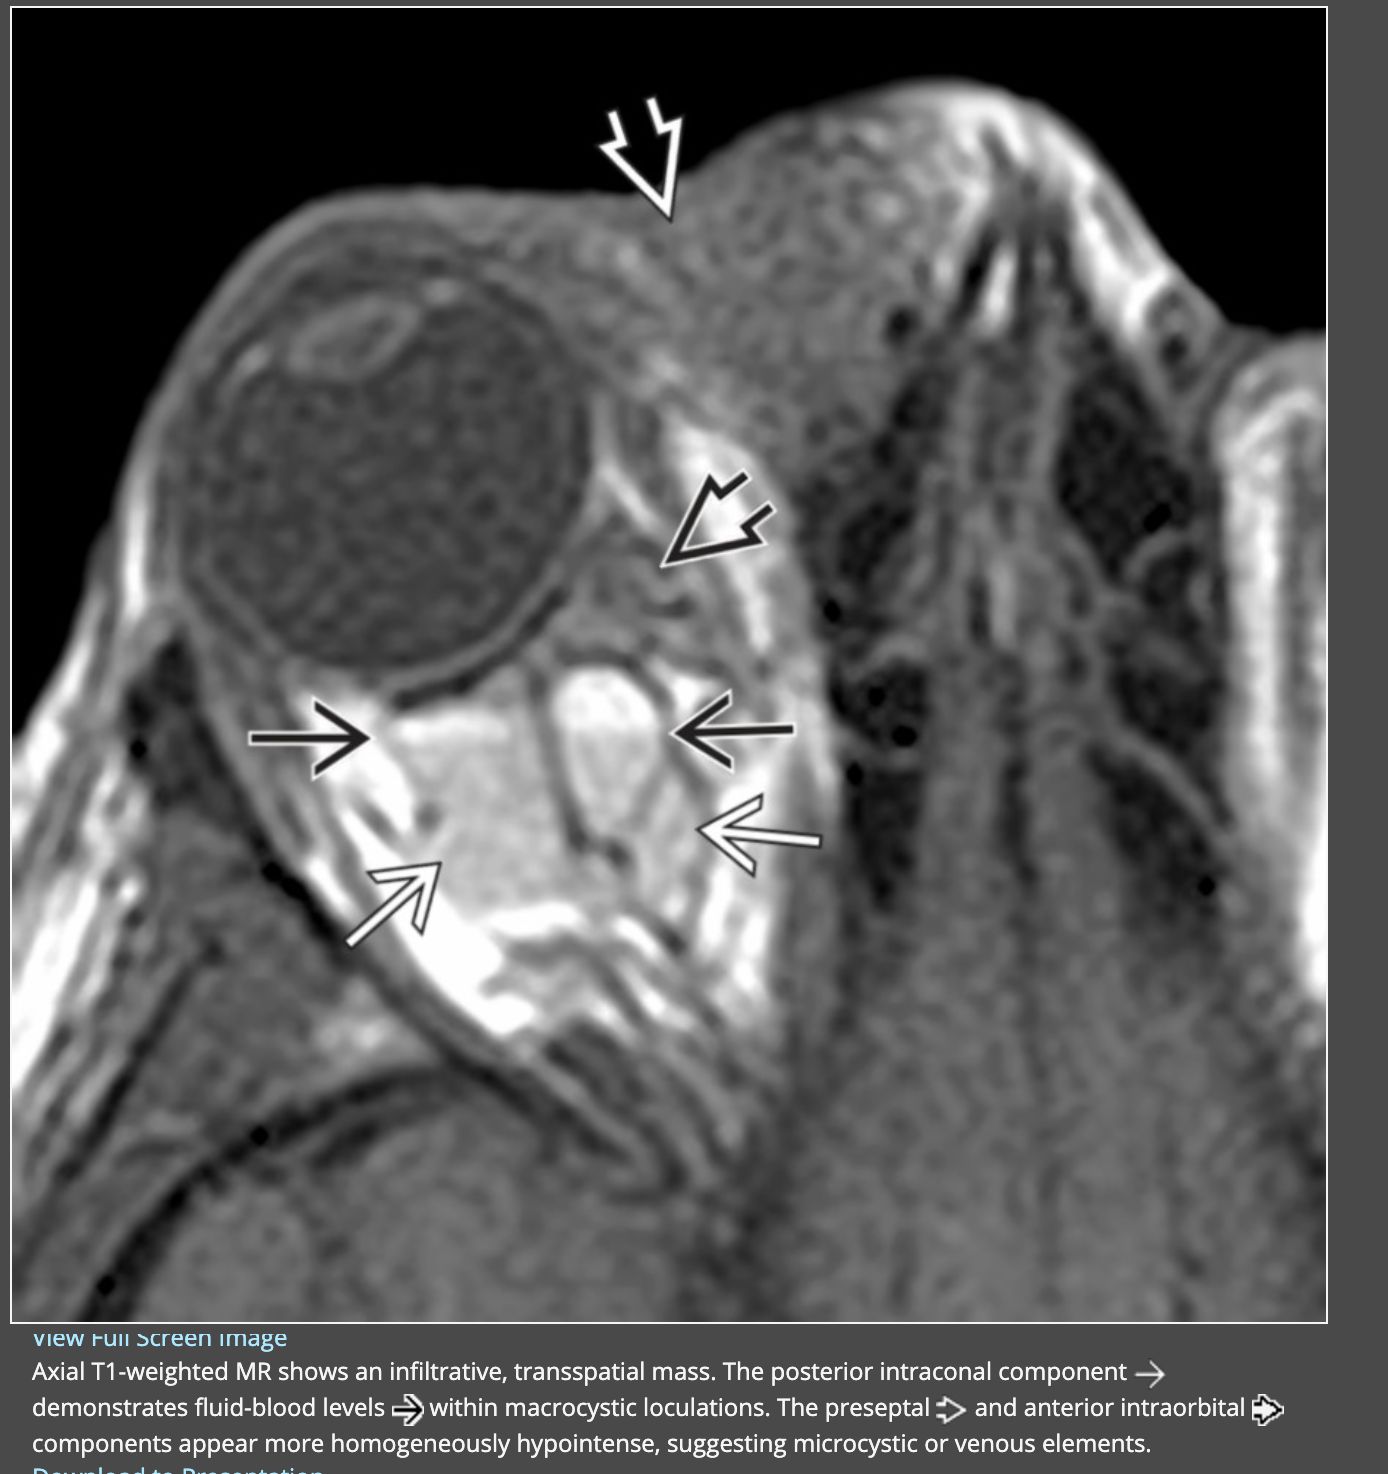 View Full Screen Image
Axial T1-weighted MR shows an infiltrative, transspatial mass. The posterior intraconal component
demonstrates fluid-blood levels within macrocystic loculations. The preseptal and anterior intraorbital
components appear more homogeneously hypointense, suggesting microcystic or venous elements.
Download to Presentation